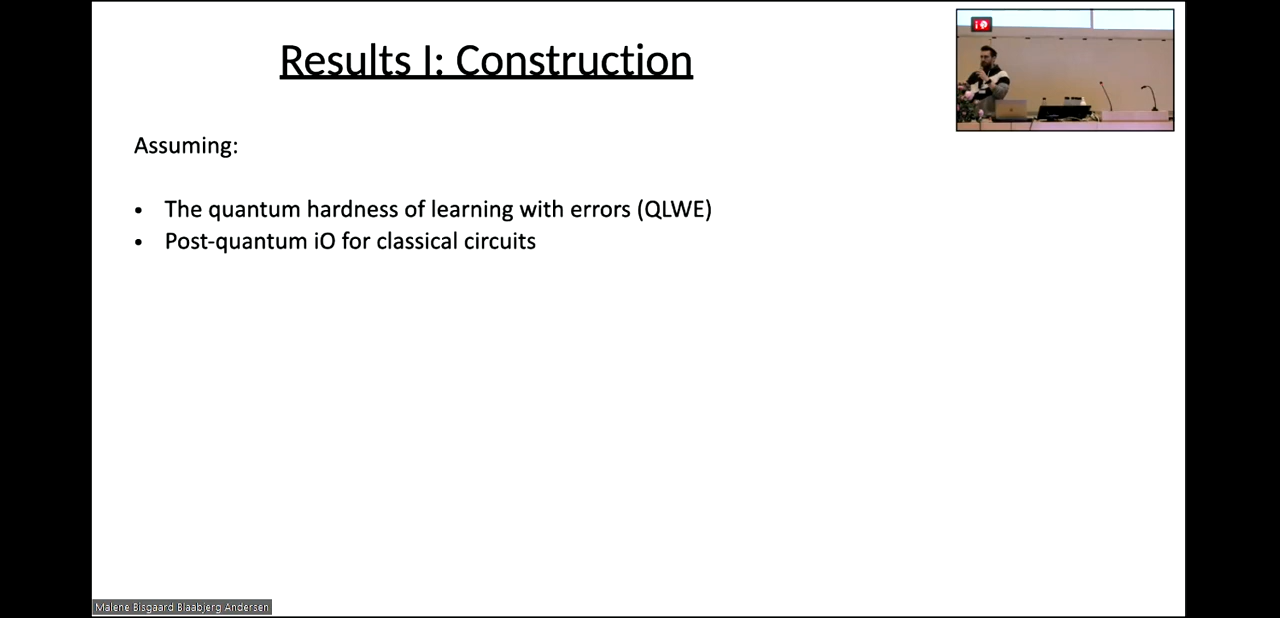 Results I: Construction
Assuming:
• The quantum hardness of learning with errors (QLWE)
• Post-quantum iO for classical circuits
Malene Bisgaard Blaabjerg Andersen